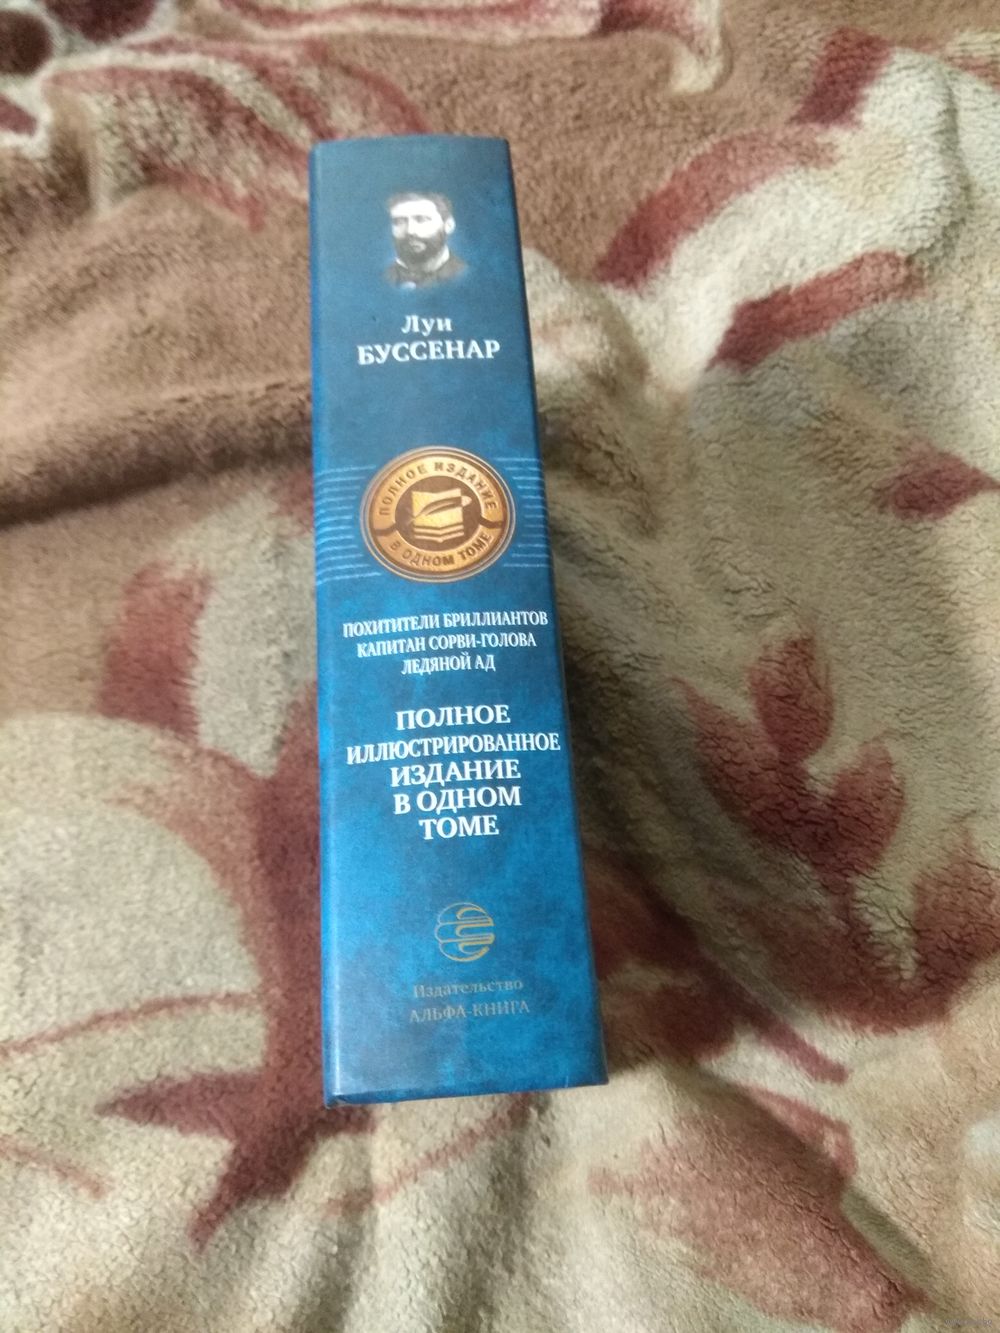 Луи
БУССЕНАР
ПОЛНОЕ ИЗДАНИЕ
В ОДНОМ ТОМЕ
ПОХИТИТЕЛИ БРИЛЛИАНТОВ
КАПИТАН СОРВИ-ГОЛОВА
ЛЕДЯНОЙ АД
ПОЛНОЕ
ИЛЛЮСТРИРОВАННОЕ
ИЗДАНИЕ
В ОДНОМ
ТОМЕ
Издательство
АЛЬФА-КНИГА